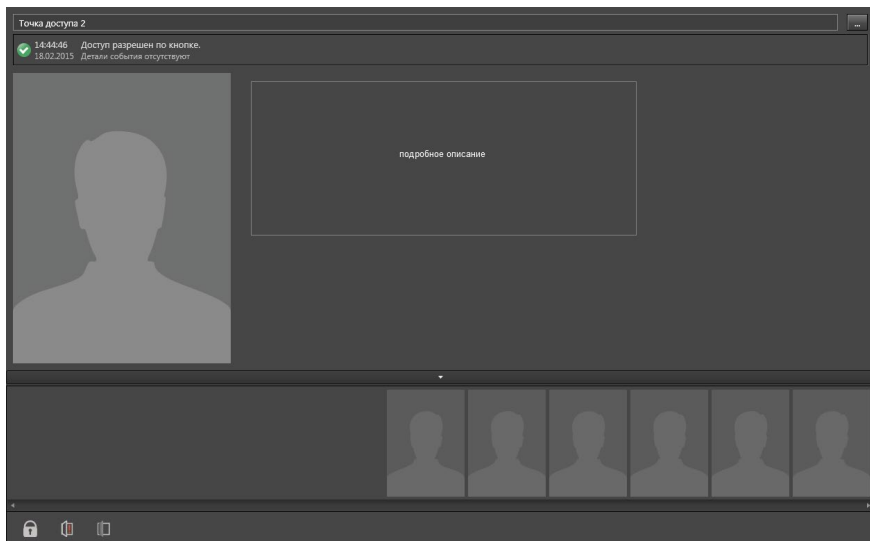 Точка доступа 2
...
14:44:46 Доступ разрешен по кнопке.
18.02.2015 Детали события отсутствуют
подробное описание